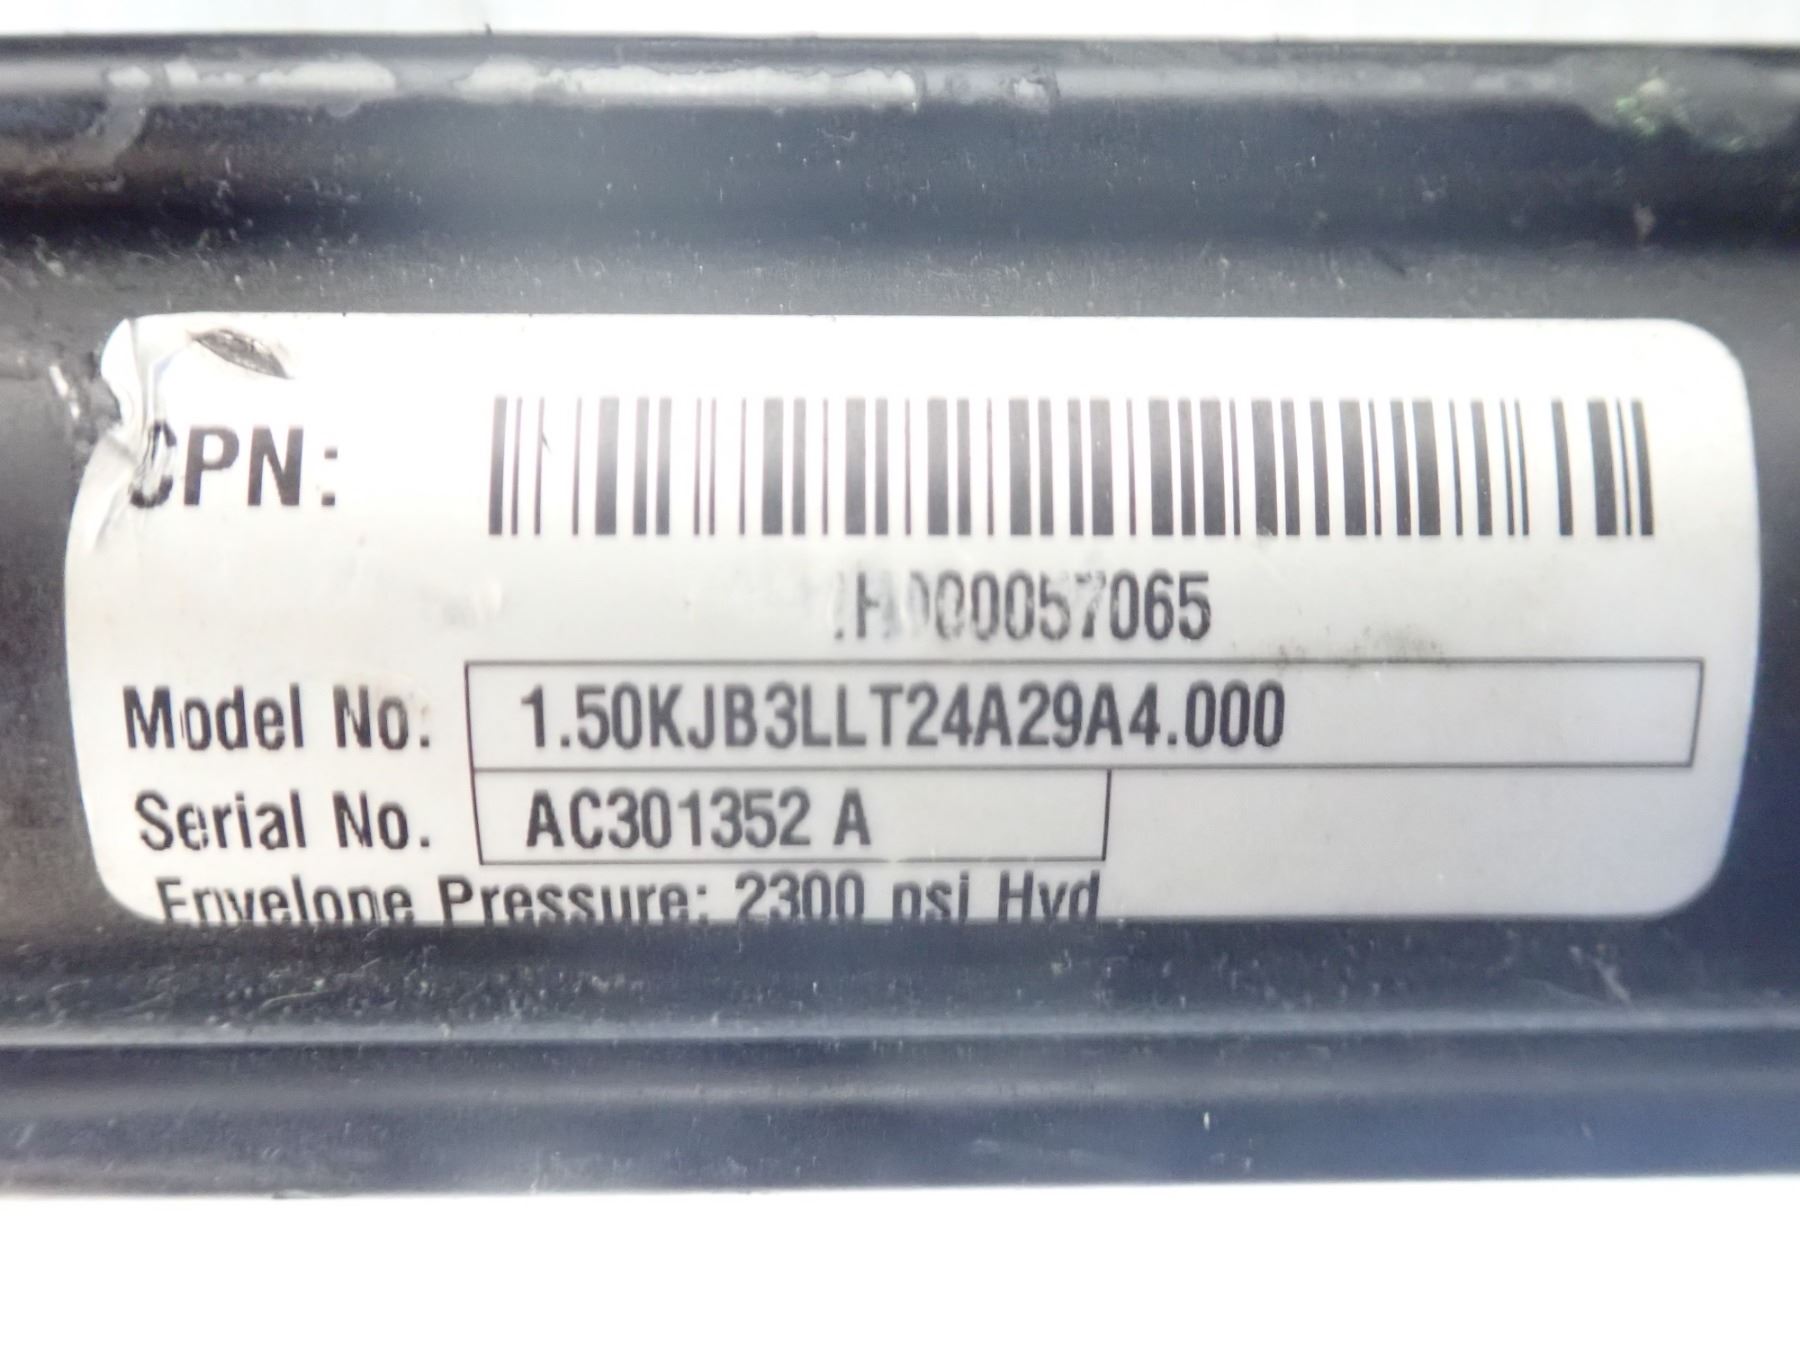 CPN:
Model No. 1.50KJB3LLT24A29A4.000
Serial No. AC301352 A
Envelope Pressure: 2300 psi Hyd